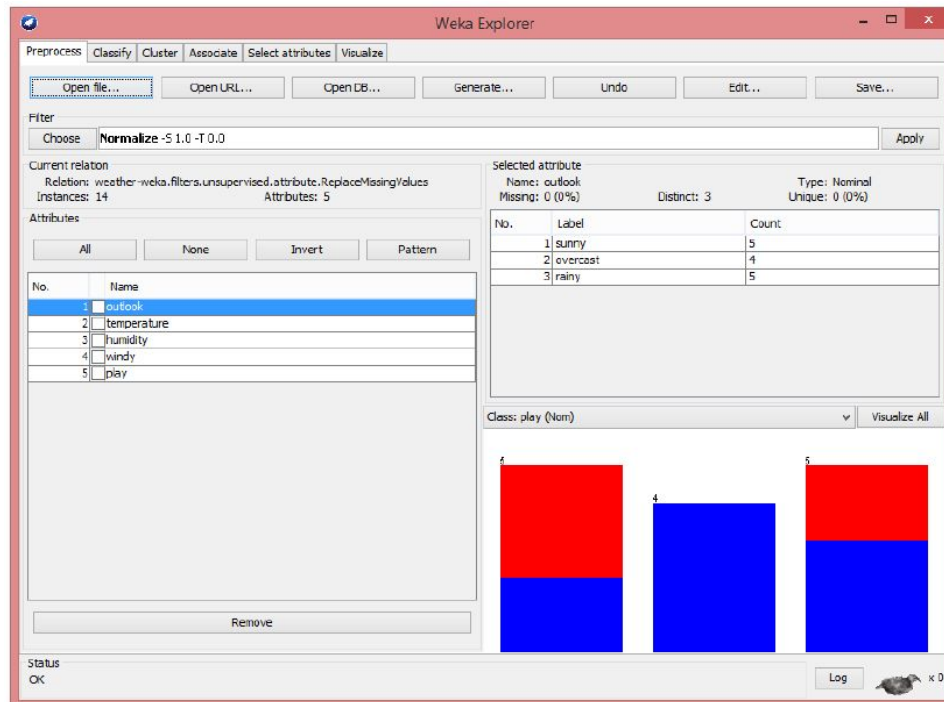 Weka Explorer
Preprocess Classify Cluster Associate Select attributes Visualize
Open file... Open URL... Open DB... Generate... Undo Edit... Save...
Filter
Choose Normalize -S 1.0 -T 0.0 Apply
Current relation
Relation: weather-weka.filters.unsupervised.attribute.ReplaceMissingValues
Instances: 14 Attributes: 5
Attributes
All None Invert Pattern
No. Name
1 outlook
2 temperature
3 humidity
4 windy
5 play
Remove
Selected attribute
Name: outlook Type: Nominal
Missing: 0 (0%) Distinct: 3 Unique: 0 (0%)
No. Label Count
1 sunny 5
2 overcast 4
3 rainy 5
Class: play (Nom) Visualize All
5 4 5
Status
OK Log x 0